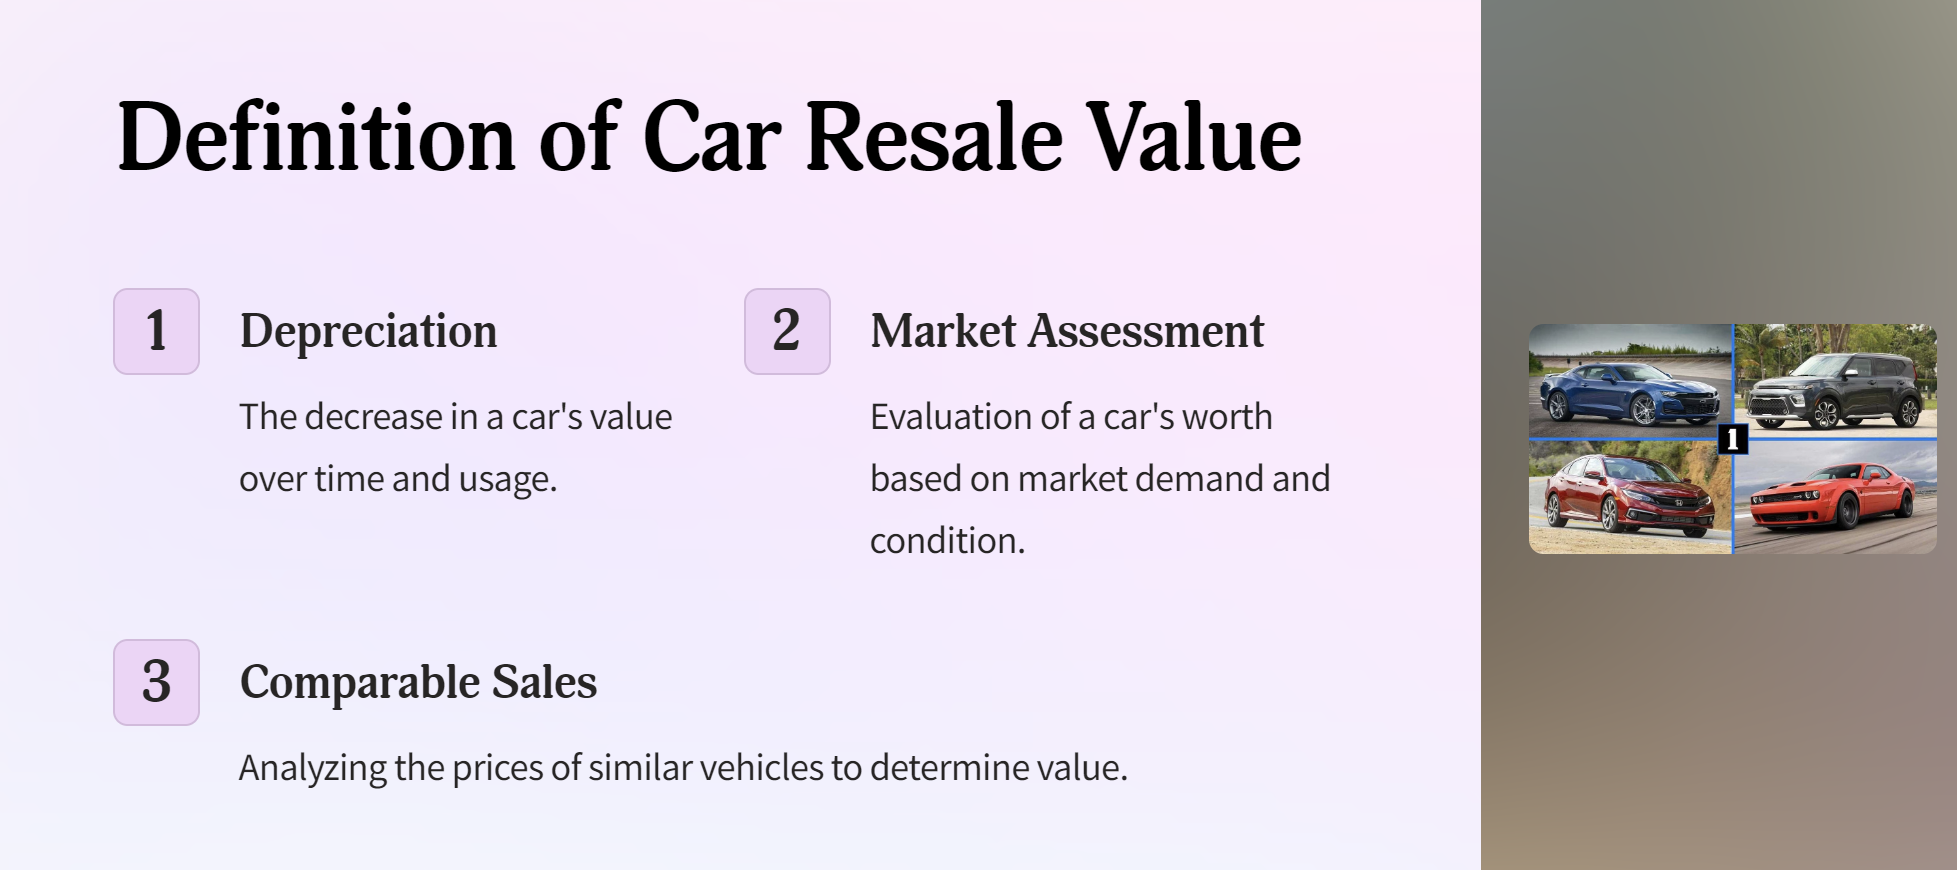 Definition of Car Resale Value
1
Depreciation
The decrease in a car's value
over time and usage.
2
Market Assessment
Evaluation of a car's worth
based on market demand and
condition.
3
Comparable Sales
Analyzing the prices of similar vehicles to determine value.
1